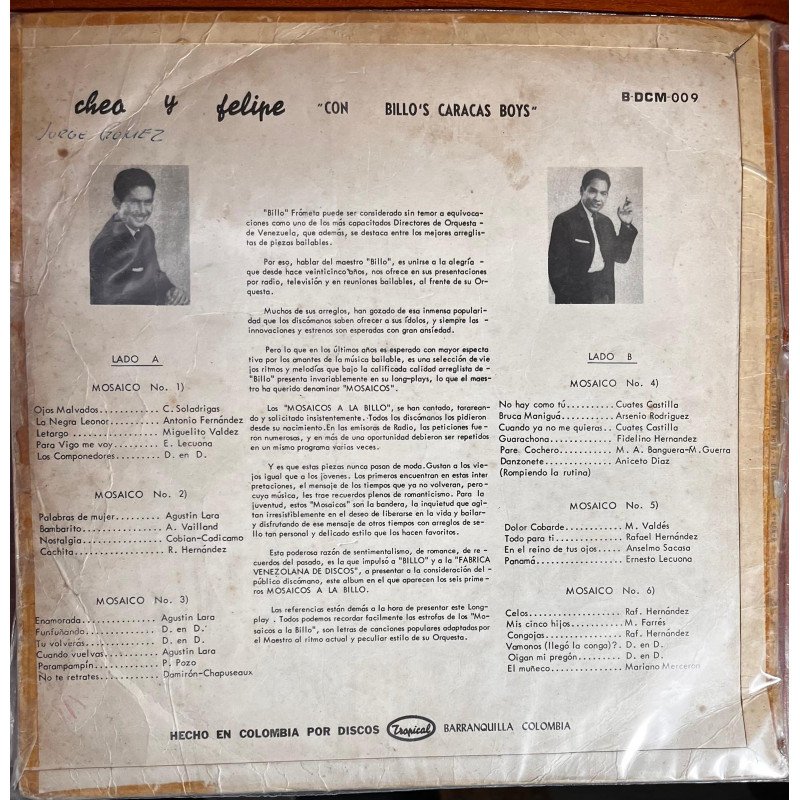 cheo y felipe "CON BILLO'S CARACAS BOYS" B-DCM-009
JORGE GOMEZ
"Billo" Frómeta puede ser considerado sin temor a equivoca-
ciones como uno de los más capacitados Directores de Orquesta -
de Venezuela, que además, se destaca entre los mejores arreglis-
tas de piezas bailables.
Por eso, hablar del maestro "Billo", es unirse a la alegría -
que desde hace veinticinco años, nos ofrece en sus presentaciones
por radio, televisión y en reuniones bailables, al frente de su Or-
questa.
Muchos de sus arreglos, han gozado de esa inmensa populari-
dad que los discómanos saben ofrecer a sus ídolos, y siempre las -
innovaciones y estrenos son esperados con gran ansiedad.
Pero lo que en los últimos años es esperado con mayor expecta
tiva por los amantes de la música bailable, es una selección de vie
jos ritmos y melodías que bajo la calificada calidad arreglista de -
"Billo" presenta invariablemente en su long-plays, lo que el maes-
tro ha querido denominar "MOSAICOS".
Los "MOSAICOS A LA BILLO", se han cantado, tararean-
do y solicitado insistentemente. Todos los discómanos los pidieron
desde su nacimiento. En las emisoras de Radio, las peticiones fue-
ron numerosas, y en más de una oportunidad debieron ser repetidos
en un mismo programa varios veces.
Y es que estas piezas nunca pasan de moda. Gustan a los vie-
jos igual que a los jovenes. Los primeros encuentran en estas inter
pretaciones, el mensaje de los tiempos que ya no volveran, pero-
cuya música, les trae recuerdos plenos de romanticismo. Para la
juventud, estos "Mosaicos" son la bandera, la inquietud que agi-
tan irresistiblemente en el deseo de liberarse en la vida y bailar-
y disfrutando de ese mensaje de otros tiempos con arreglos de se-
llo tan personal y delicado estilo que los hacen favoritos.
Esta poderosa razón de sentimentalismo, de romance, de re-
cuerdos del pasado, es la que impulsó a "BILLO" y a la "FABRICA
VENEZOLANA DE DISCOS", a presentar a la consideración del -
público discómano, este album en el que aparecen los seis prime-
ros MOSAICOS A LA BILLO.
Las referencias están demás a la hora de presentar este Long-
play . Todos podemos recordar facilmente las estrofas de los "Mo-
saicos a la Billo", son letras de canciones populares adaptadas por
el Maestro al ritmo actual y peculiar estilo de su Orquesta.
LADO A
MOSAICO No. 1)
Ojos Malvados.......... C. Soladrigas
La Negra Leonor........ Antonio Fernández
Letargo ............... Miguelito Valdez
Para Vigo me voy....... E. Lecuona
Los Componedores....... D. en D.
MOSAICO No. 2)
Palabras de mujer...... Agustin Lara
Bambarito.............. A. Vailland
Nostalgia.............. Cobian-Cadicamo
Cachita................ R. Hernández
MOSAICO No. 3)
Enamorada.............. Agustin Lara
Funfuñando............. D. en D.
Tu volverás............ D. en D.
Cuando vuelvas......... Agustin Lara
Parampampín............ P. Pozo
No te retrates......... Damirón-Chapuseaux
LADO B
MOSAICO No. 4)
No hay como tú......... Cuates Castilla
Bruca Maniguá.......... Arsenio Rodriguez
Cuando ya no me quieras.. Cuates Castilla
Guarachona............. Fidelino Hernandez
Pare Cochero........... M. A. Banguera-M. Guerra
Danzonete.............. Aniceto Diaz
(Rompiendo la rutina)
MOSAICO No. 5)
Dolor Cobarde.......... M. Valdés
Todo para ti........... Rafael Hernández
En el reino de tus ojos..... Anselmo Sacasa
Panamá................. Ernesto Lecuona
MOSAICO No. 6)
Celos.................. Raf. Hernández
Mis cinco hijos........ M. Farrés
Congojas............... Raf. Hernández
Vamonos (llegó la conga)?. D. en D.
Oigan mi pregón........ D. en D.
El muñeco.............. Mariano Merceron
HECHO EN COLOMBIA POR DISCOS Tropical BARRANQUILLA COLOMBIA